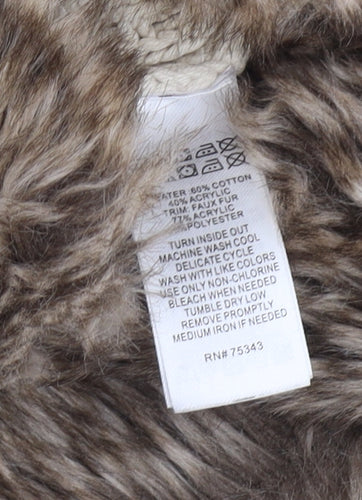 60% COTTON
40% ACRYLIC
TRIM: FAUX FUR
77% ACRYLIC
POLYESTER
TURN INSIDE OUT
MACHINE WASH COOL
DELICATE CYCLE
WASH WITH LIKE COLORS
USE ONLY NON-CHLORINE
BLEACH WHEN NEEDED
TUMBLE DRY LOW
REMOVE PROMPTLY
MEDIUM IRON IF NEEDED
RN# 75343